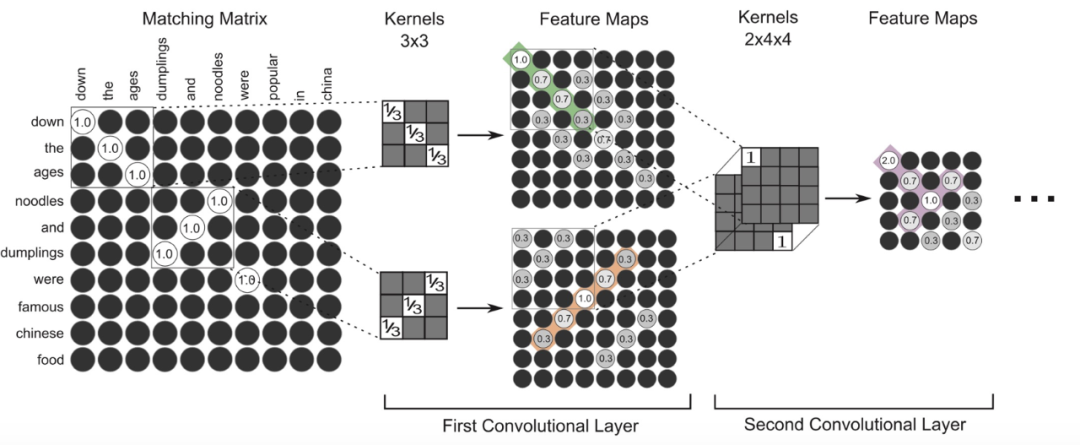 Matching Matrix
down
the
ages
dumplings
and
noodles
were
popular
in
china
down 1.0
the 1.0
ages 1.0
noodles 1.0
and 1.0
dumplings 1.0
were 1.0
famous
chinese
food
Kernels
3x3
⅓
⅓
⅓
⅓
⅓
⅓
Feature Maps
1.0
0.7 0.3
0.7 0.3
0.3 0.3 0.3
0.3 0.7
0.3 0.3
0.3
0.3 0.3
0.3 0.3
0.3 0.7
1.0
0.7 0.3
0.3 0.3
0.3
First Convolutional Layer
Kernels
2x4x4
1
1
Feature Maps
2.0
0.7 0.7
1.0 0.3
0.7 0.3
0.3 0.7
...
Second Convolutional Layer